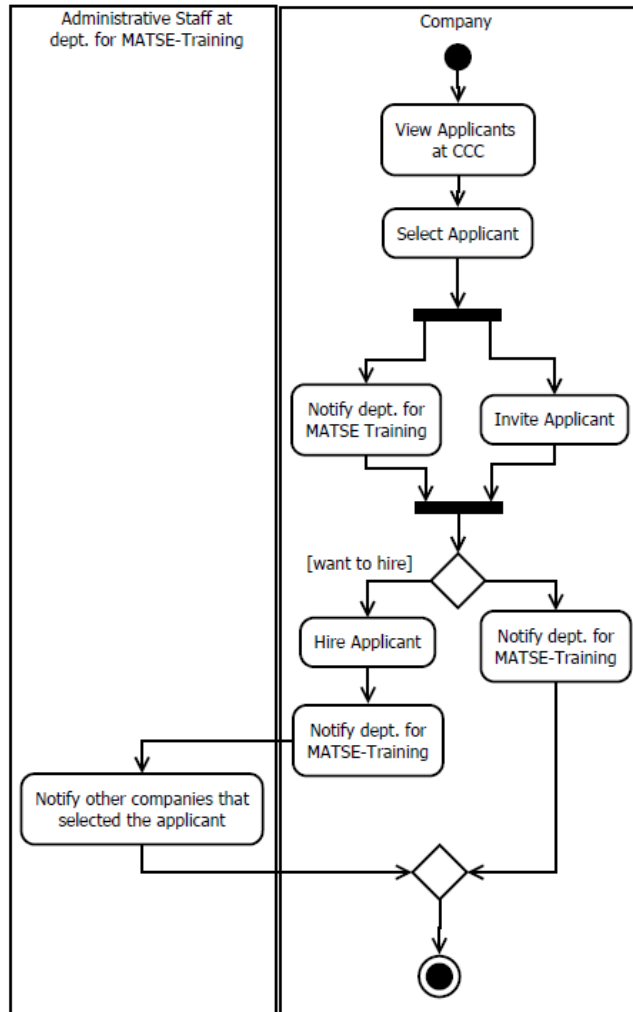 Administrative Staff at
dept. for MATSE-Training
Company
View Applicants
at CCC
Select Applicant
Notify dept. for
MATSE Training
Invite Applicant
[want to hire]
Hire Applicant
Notify dept. for
MATSE-Training
Notify dept. for
MATSE-Training
Notify other companies that
selected the applicant